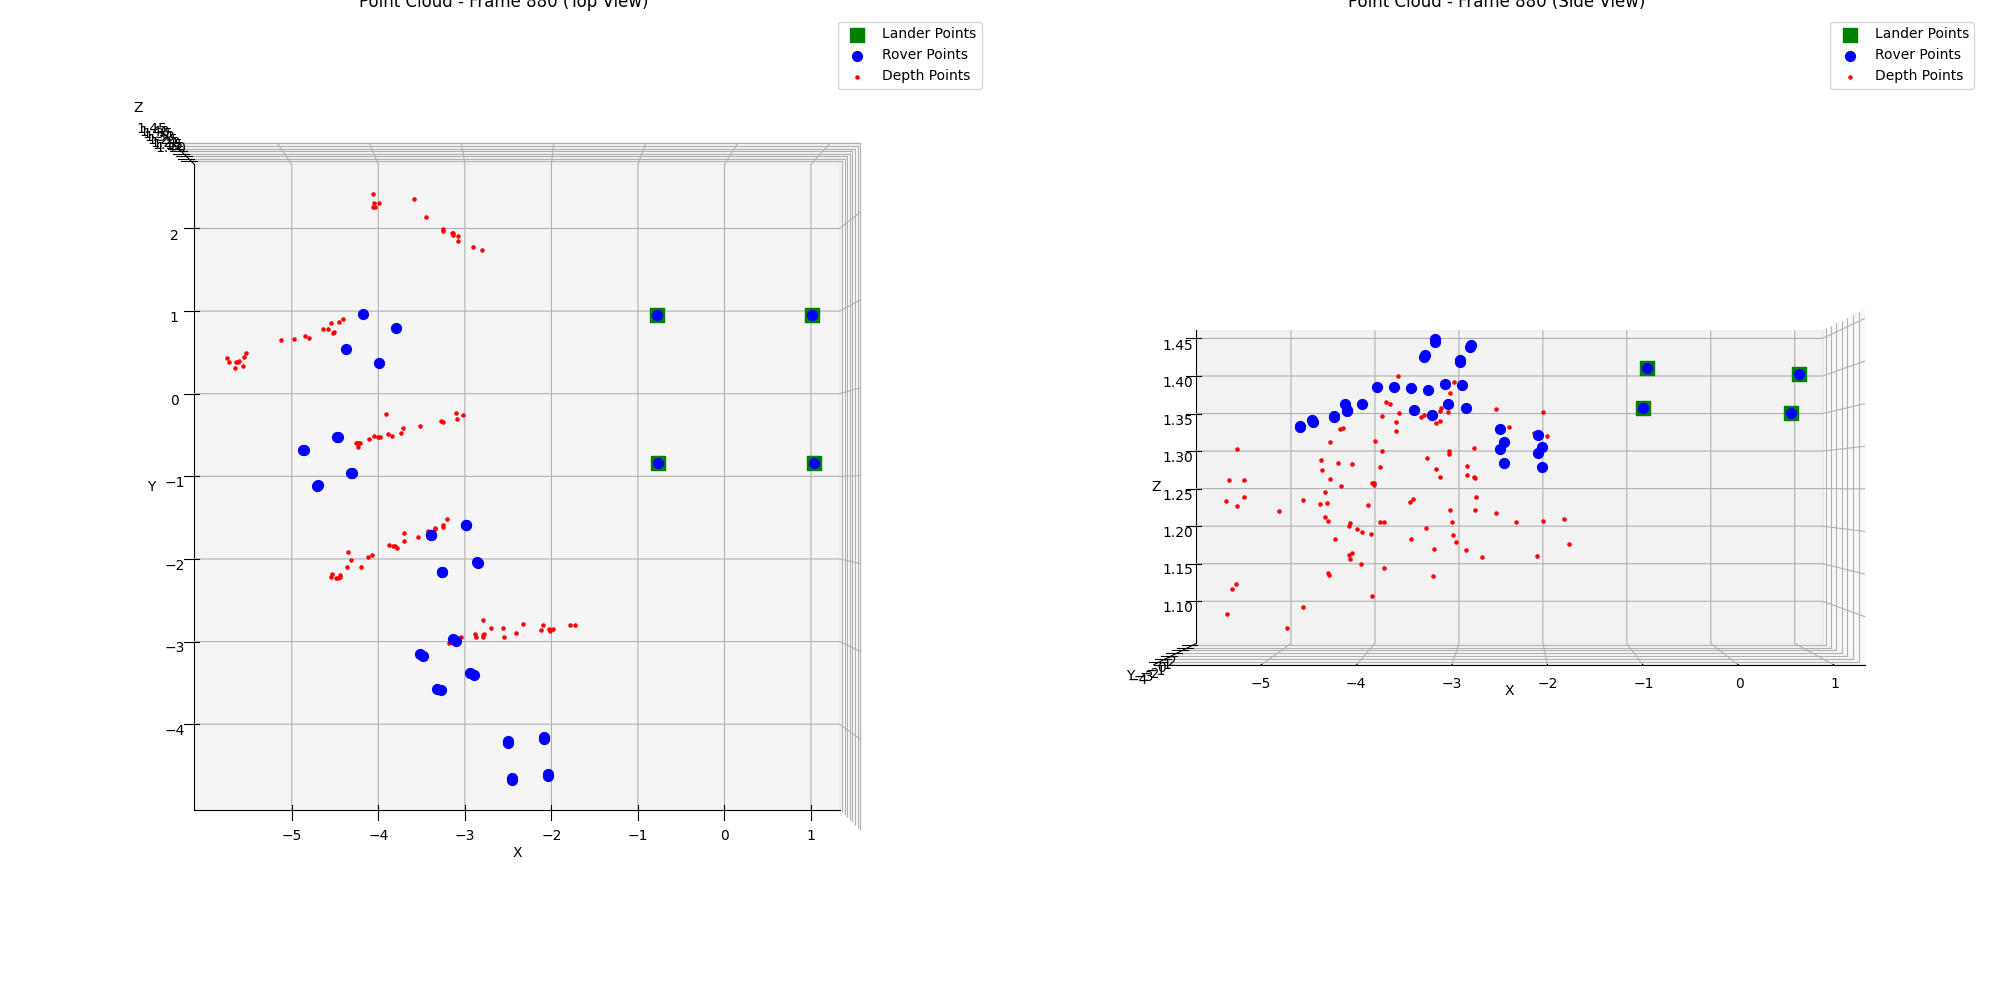 Point Cloud - Frame 880 (Top View)
Lander Points
Rover Points
Depth Points
Z
2
1
0
−1
−2
−3
−4
Y
−5
−4
−3
−2
−1
0
1
X
Point Cloud - Frame 880 (Side View)
Lander Points
Rover Points
Depth Points
1.45
1.40
1.35
1.30
1.25
1.20
1.15
1.10
Z
Y
−5
−4
−3
−2
−1
0
1
X